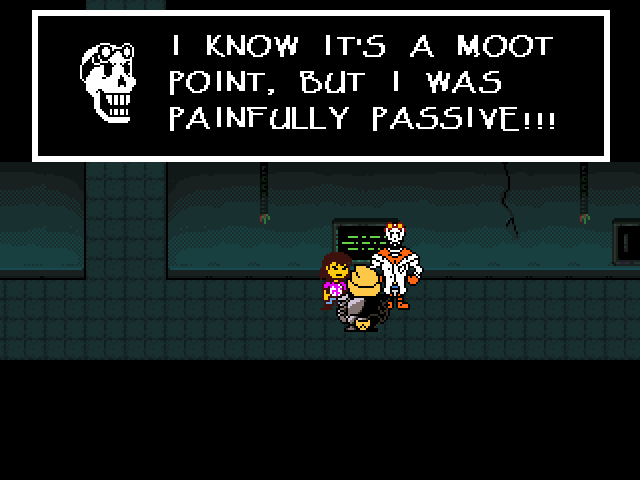 I KNOW IT'S A MOOT
POINT, BUT I WAS
PAINFULLY PASSIVE!!!